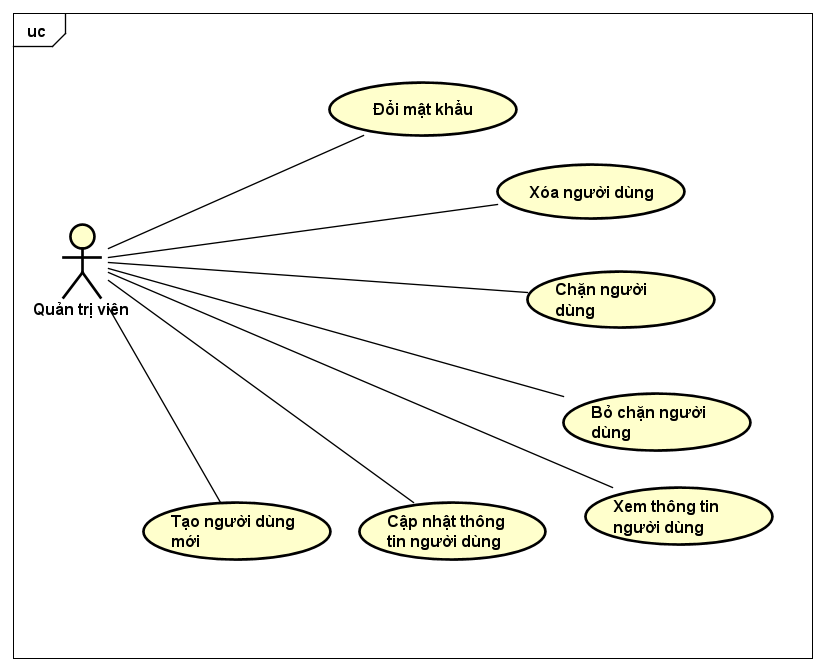 uc
Đổi mật khẩu
Xóa người dùng
Chặn người
dùng
Quản trị viên
Bỏ chặn người
dùng
Xem thông tin
người dùng
Tạo người dùng
mới
Cập nhật thông
tin người dùng